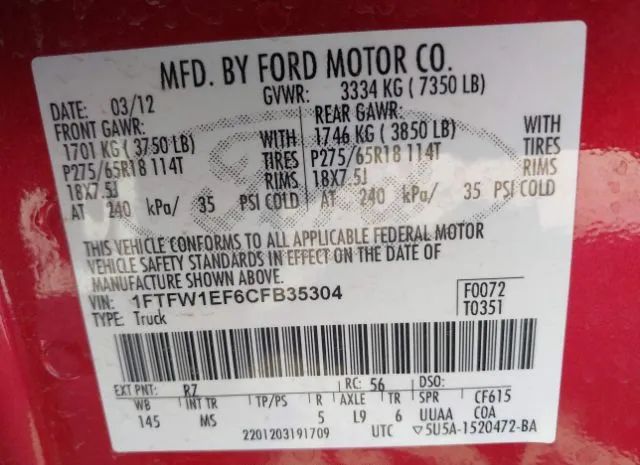 MFD. BY FORD MOTOR CO.
DATE: 03/12 GVWR: 3334 KG ( 7350 LB)
FRONT GAWR: REAR GAWR:
1701 KG ( 3750 LB) WITH 1746 KG ( 3850 LB) WITH
P275/65R18 114T TIRES P275/65R18 114T TIRES
18X7.5J RIMS 18X7.5J RIMS
AT 240 kPa/ 35 PSI COLD AT 240 kPa/ 35 PSI COLD
THIS VEHICLE CONFORMS TO ALL APPLICABLE FEDERAL MOTOR
VEHICLE SAFETY STANDARDS IN EFFECT ON THE DATE OF
MANUFACTURE SHOWN ABOVE.
VIN: 1FTFW1EF6CFB35304 F0072
TYPE: Truck T0351
EXT PNT: R7 RC: 56 DSO:
WB INT TR TP/PS R AXLE TR SPR CF615
145 MS 5 L9 6 UUAA COA
2201203191709 UTC ▽5U5A-1520472-BA
Ford